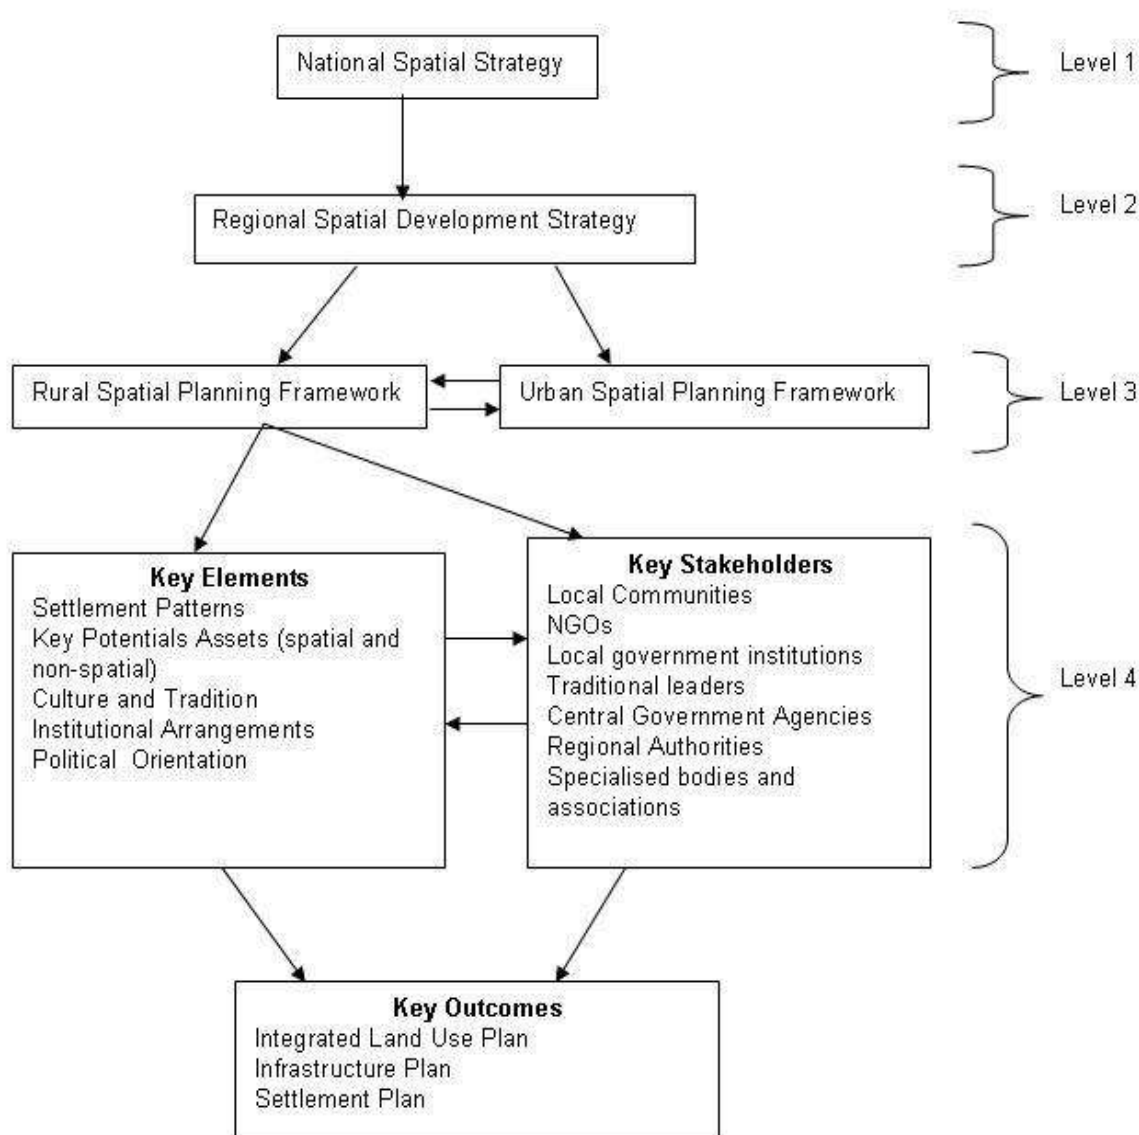 National Spatial Strategy
Level 1
Regional Spatial Development Strategy
Level 2
Rural Spatial Planning Framework
Urban Spatial Planning Framework
Level 3
Key Elements
Settlement Patterns
Key Potentials Assets (spatial and
non-spatial)
Culture and Tradition
Institutional Arrangements
Political Orientation
Key Stakeholders
Local Communities
NGOs
Local government institutions
Traditional leaders
Central Government Agencies
Regional Authorities
Specialised bodies and
associations
Level 4
Key Outcomes
Integrated Land Use Plan
Infrastructure Plan
Settlement Plan